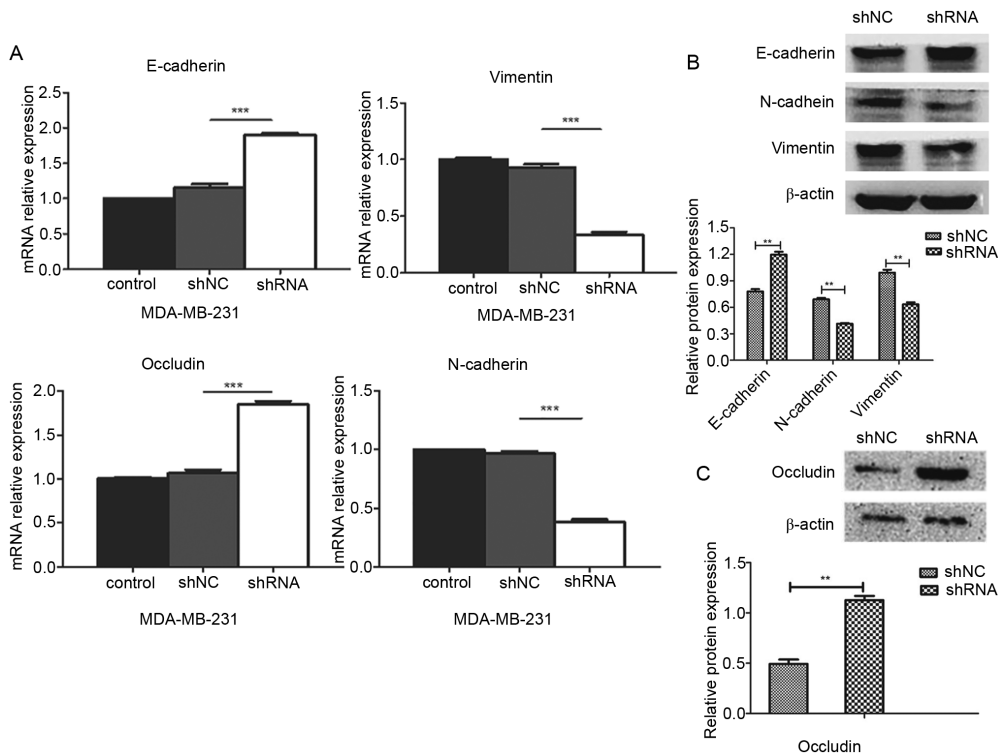 A
E-cadherin
mRNA relative expression
2.5
2.0
1.5
1.0
0.5
0.0
***
control shNC shRNA
MDA-MB-231
Vimentin
mRNA relative expression
1.5
1.0
0.5
0.0
***
control shNC shRNA
MDA-MB-231
Occludin
mRNA relative expression
2.0
1.5
1.0
0.5
0.0
***
control shNC shRNA
MDA-MB-231
N-cadherin
mRNA relative expression
1.5
1.0
0.5
0.0
***
control shNC shRNA
MDA-MB-231
B
shNC shRNA
E-cadherin
N-cadhein
Vimentin
β-actin
Relative protein expression
1.5
1.2
0.9
0.6
0.3
0.0
** ** **
shNC
shRNA
E-cadherin N-cadherin Vimentin
C
shNC shRNA
Occludin
β-actin
Relative protein expression
1.5
1.0
0.5
0.0
**
shNC
shRNA
Occludin